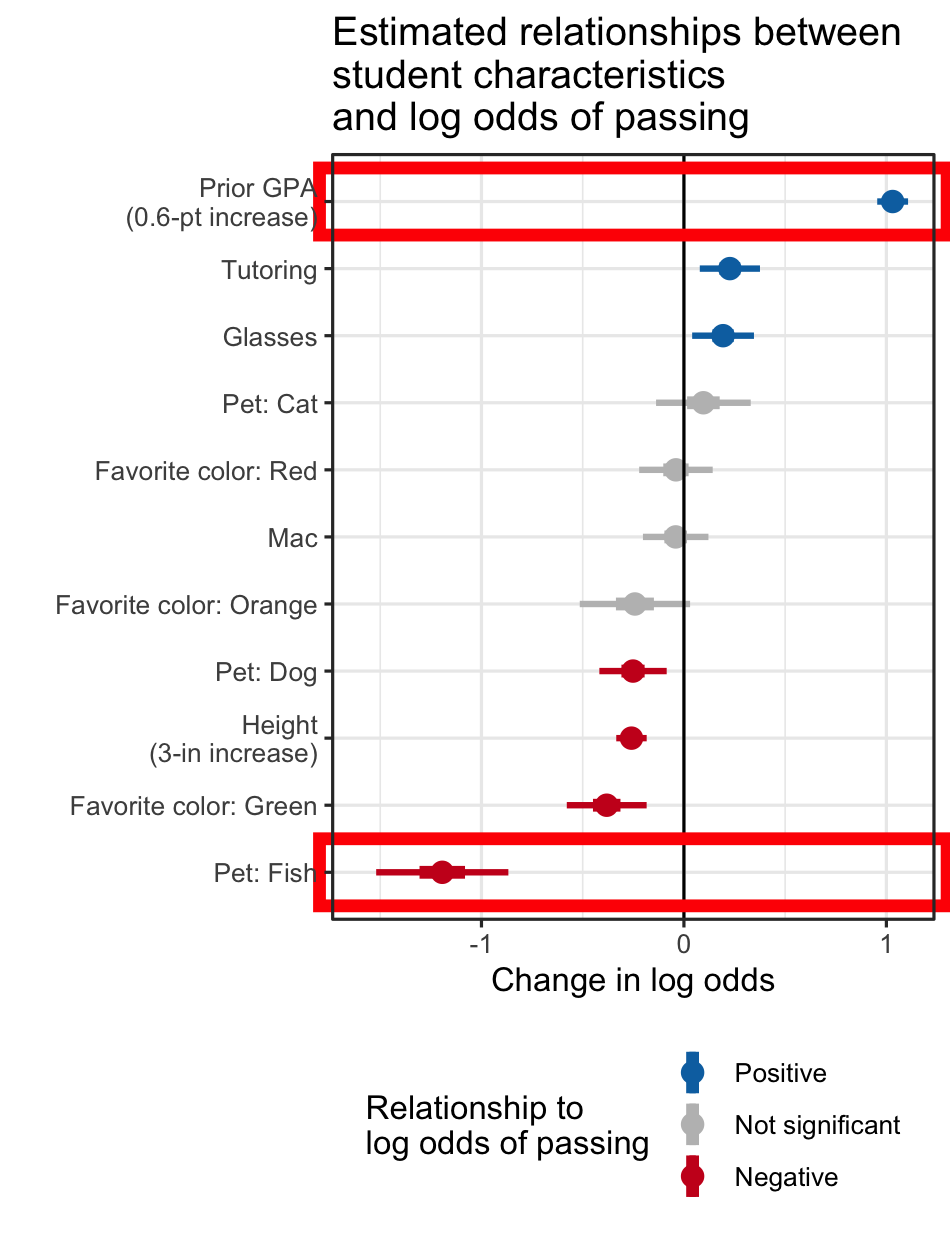 Estimated relationships between
student characteristics
and log odds of passing
Prior GPA
(0.6-pt increase)
Tutoring
Glasses
Pet: Cat
Favorite color: Red
Mac
Favorite color: Orange
Pet: Dog
Height
(3-in increase)
Favorite color: Green
Pet: Fish
-1 0 1
Change in log odds
Relationship to
log odds of passing
Positive
Not significant
Negative